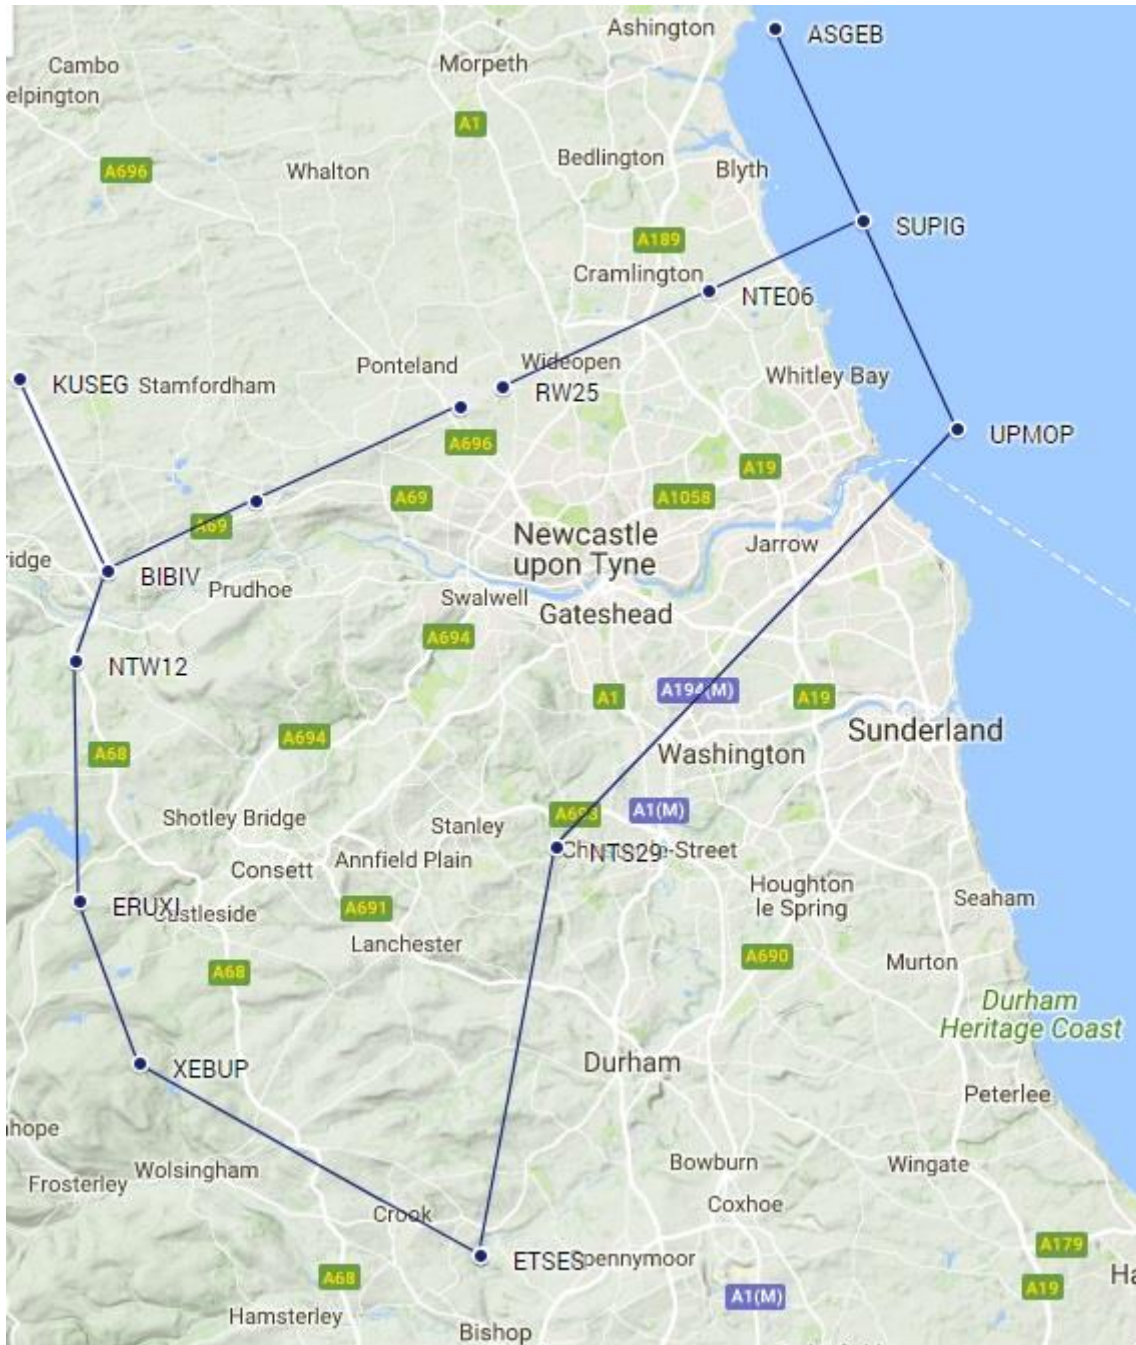 Ashington
ASGEB
Cambo
Morpeth
elpington
A1
Bedlington
A696
Whalton
Blyth
SUPIG
A189
Cramlington
NTE06
Ponteland
Wideopen
KUSEG
Stamfordham
RW25
Whitley Bay
UPMOP
A696
A19
A69
A1058
A69
Newcastle
upon Tyne
Jarrow
ridge
BIBIV
Prudhoe
Swalwell
Gateshead
A694
NTW12
A194(M)
A1
A19
A694
Sunderland
A68
Washington
Shotley Bridge
Stanley
A693
A1(M)
Annfield Plain
NTS29
-Street
Consett
Houghton
le Spring
Seaham
ERUXI
A691
Lanchester
A690
Murton
A68
Durham
Heritage Coast
XEBUP
Durham
Peterlee
hope
Wolsingham
Bowburn
Wingate
Frosterley
Crook
Coxhoe
ETSES
pennymoor
A179
A68
Ha
A19
A1(M)
Hamsterley
Bishop